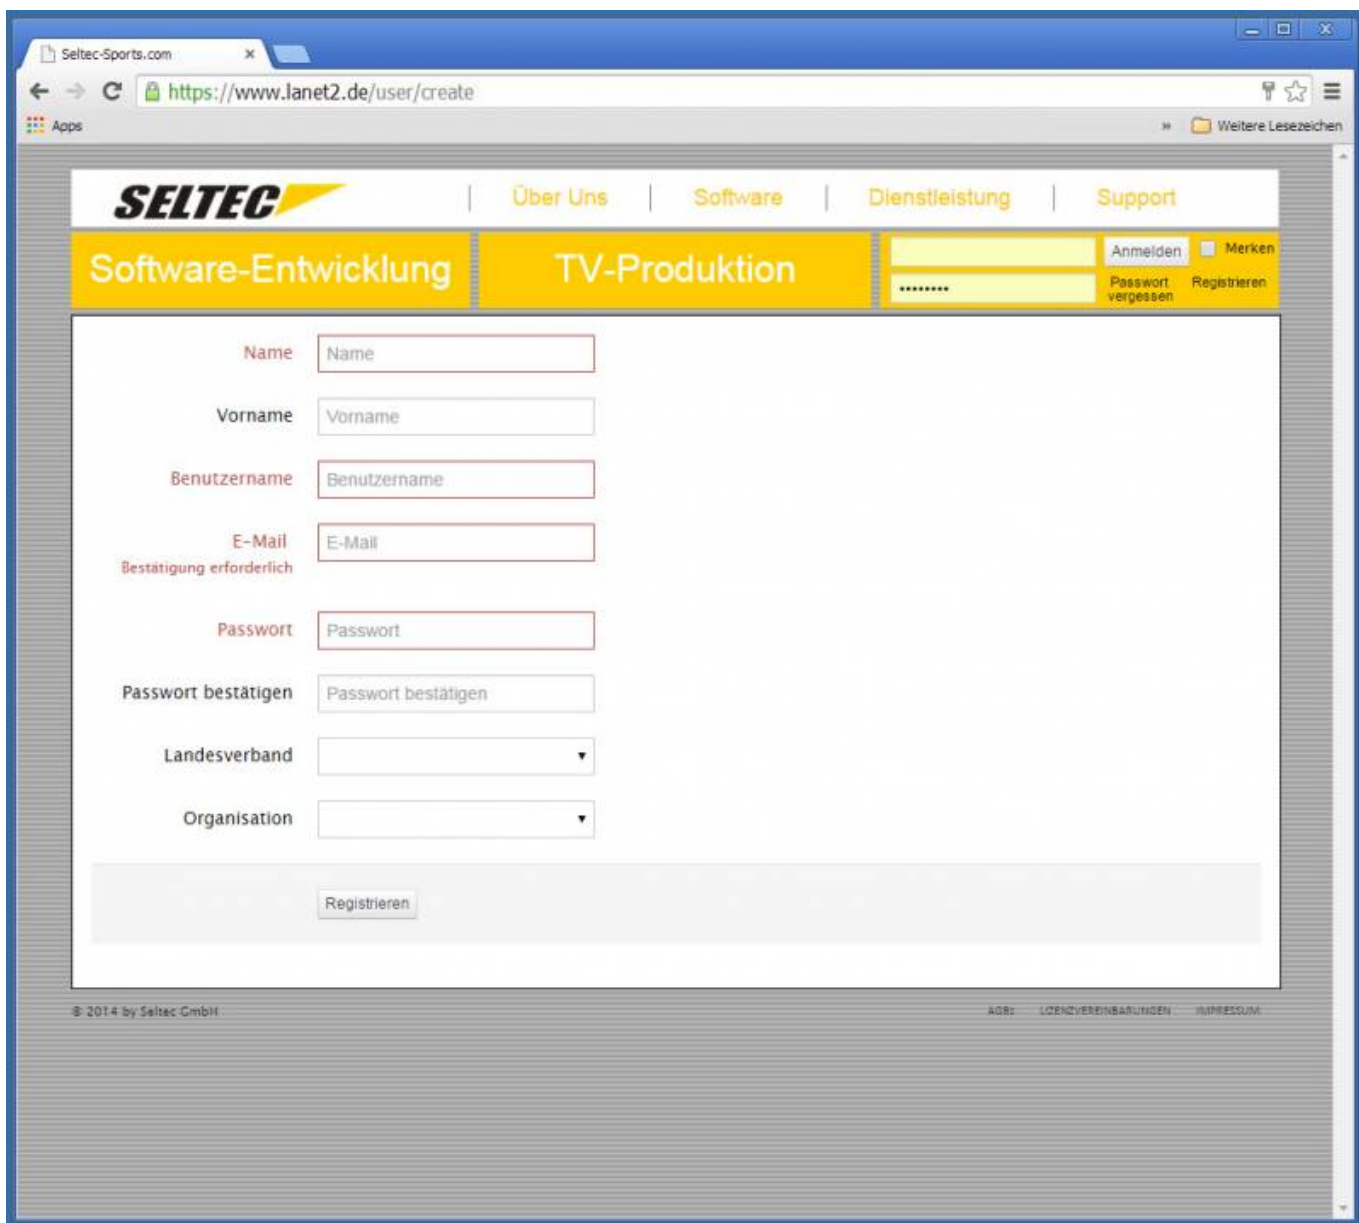 Seltec-Sports.com
https://www.lanet2.de/user/create
Apps
» Weitere Lesezeichen
SELTEC
Über Uns | Software | Dienstleistung | Support
Software-Entwicklung
TV-Produktion
Anmelden Merken
••••••••
Passwort vergessen
Registrieren
Name Name
Vorname Vorname
Benutzername Benutzername
E-Mail E-Mail
Bestätigung erforderlich
Passwort Passwort
Passwort bestätigen Passwort bestätigen
Landesverband
Organisation
Registrieren
© 2014 by Seltec GmbH
AGBs LIZENZVEREINBARUNGEN IMPRESSUM